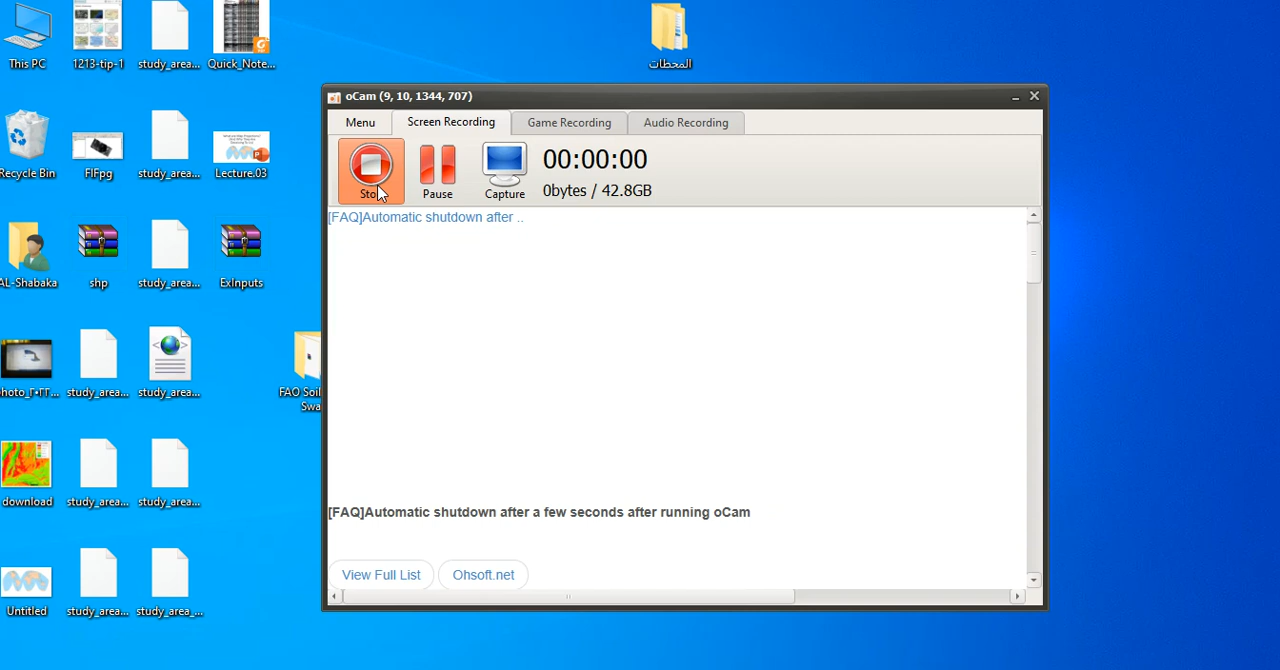 This PC
1213-tip-1
study_area...
Quick_Note...
المحطات
oCam (9, 10, 1344, 707)
Menu
Screen Recording
Game Recording
Audio Recording
Stop
Pause
Capture
00:00:00
0bytes / 42.8GB
[FAQ]Automatic shutdown after ..
[FAQ]Automatic shutdown after a few seconds after running oCam
View Full List
Ohsoft.net
Recycle Bin
FIFpg
study_area...
Lecture.03
AL-Shabaka
shp
study_area...
ExInputs
study_area...
study_area...
FAO Soil
Swa
download
study_area...
study_area...
Untitled
study_area...
study_area_...